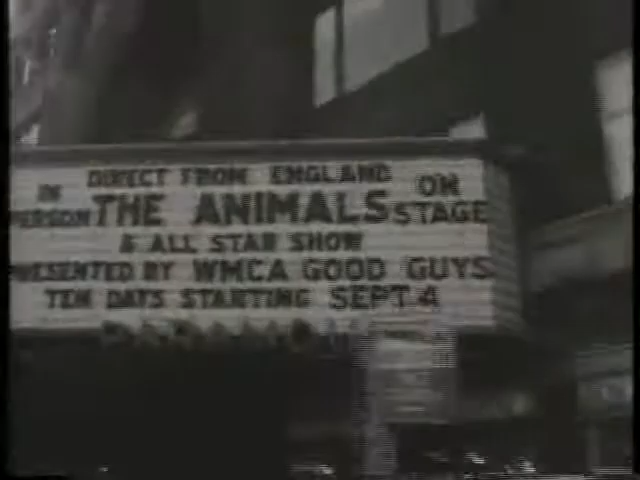 DIRECT FROM ENGLAND
IN PERSON THE ANIMALS ON STAGE
& ALL STAR SHOW
PRESENTED BY WMCA GOOD GUYS
TEN DAYS STARTING SEPT 4